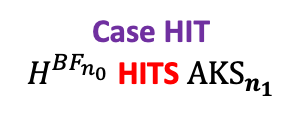 Case HIT
H^{BF_{n_0}} HITS AKS_{n_1}